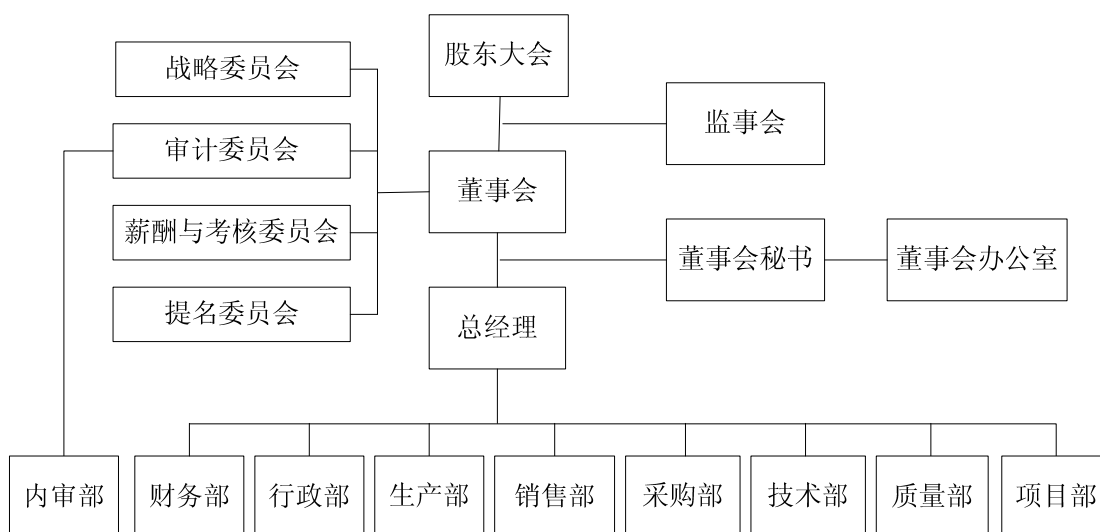 股东大会
战略委员会
监事会
审计委员会
董事会
薪酬与考核委员会
董事会秘书
董事会办公室
提名委员会
总经理
内审部
财务部
行政部
生产部
销售部
采购部
技术部
质量部
项目部